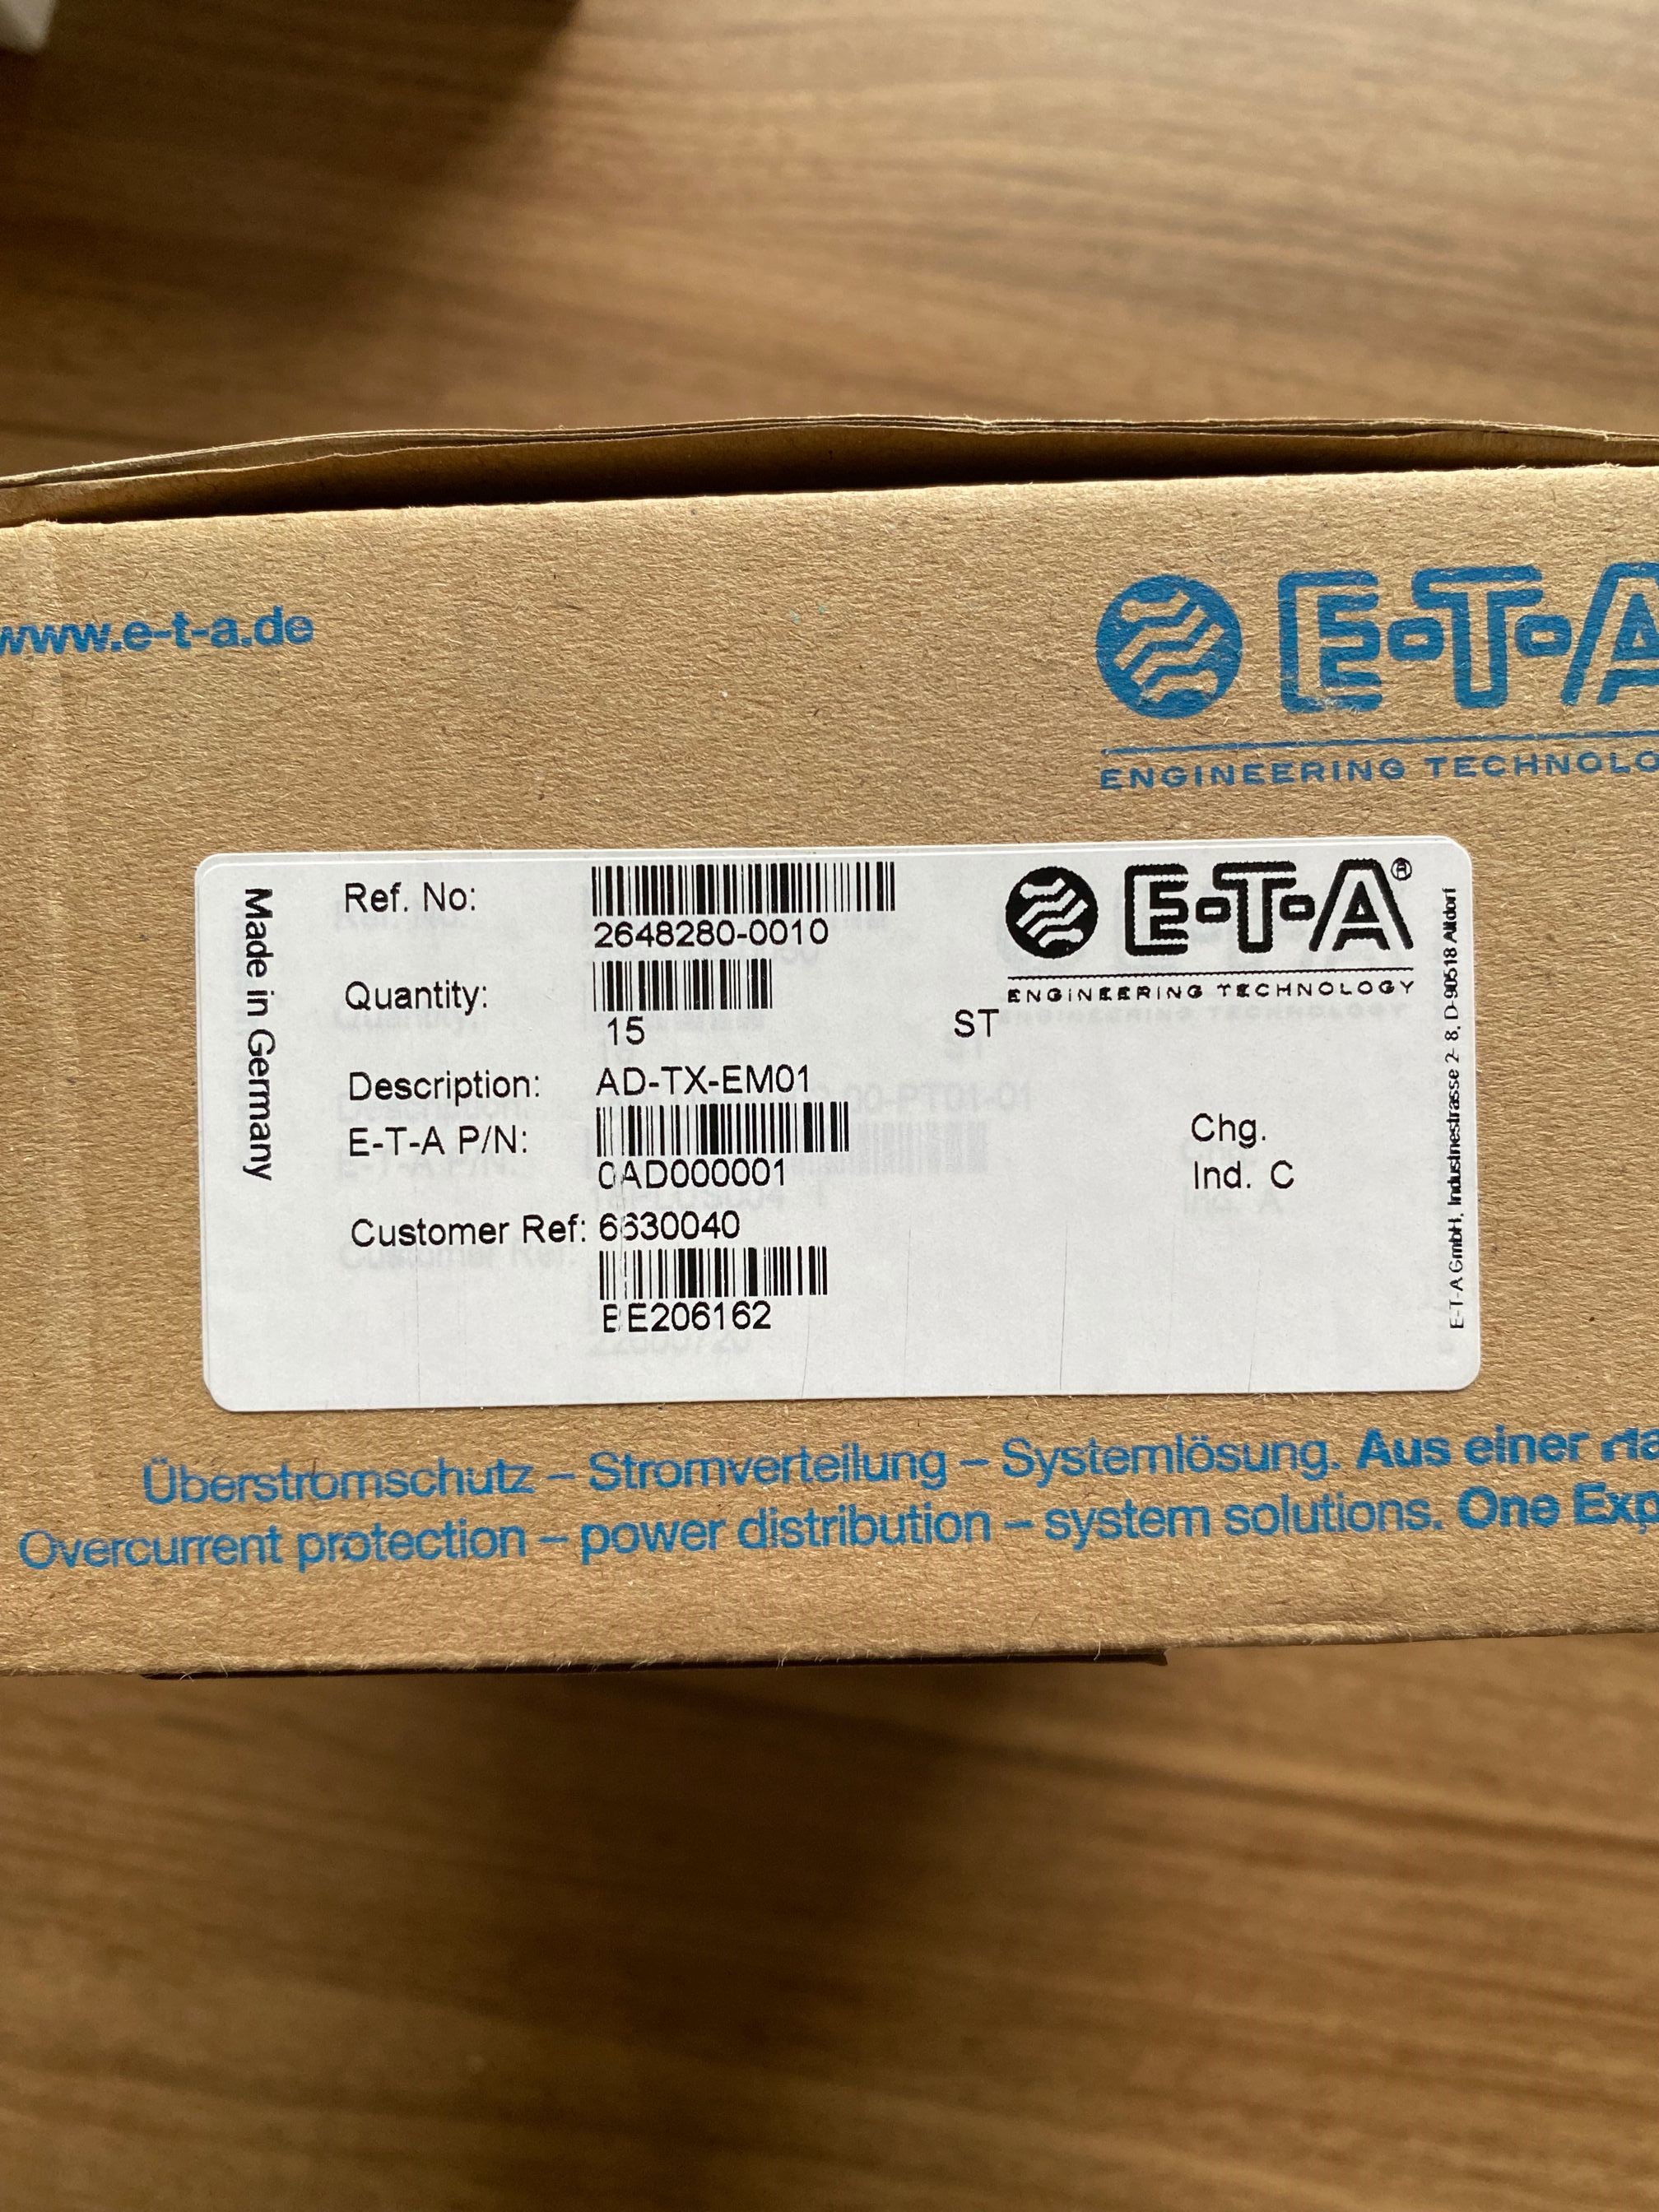 www.e-t-a.de
E-T-A
ENGINEERING TECHNOLO
Made in Germany
Ref. No:
2648280-0010
E-T-A®
ENGINEERING TECHNOLOGY
Quantity:
15 ST
Description: AD-TX-EM01
E-T-A P/N:
0AD000001
Chg.
Ind. C
Customer Ref: 6630040
BE206162
E-T-A GmbH, Industriestrasse 2-8, D-90518 Altdorf
Überstromschutz – Stromverteilung – Systemlösung. Aus einer Ha
Overcurrent protection – power distribution – system solutions. One Exp